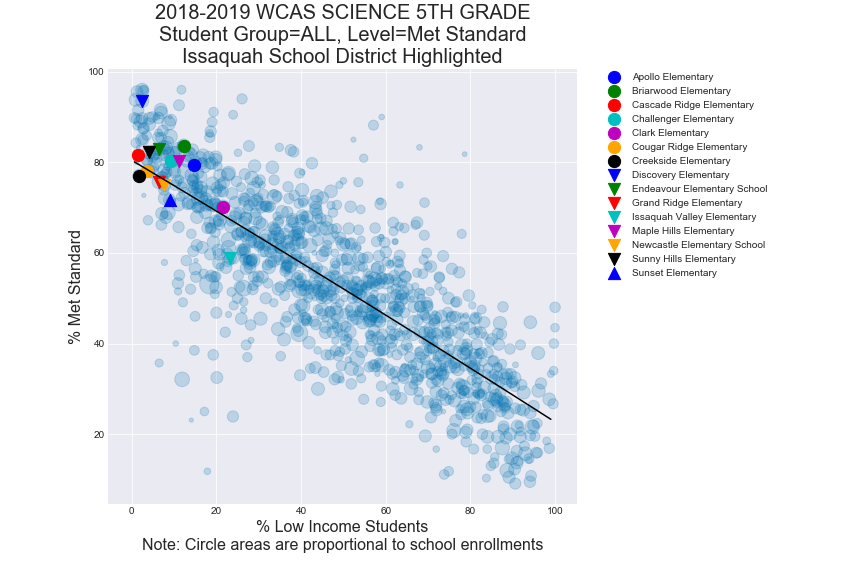 2018-2019 WCAS SCIENCE 5TH GRADE
Student Group=ALL, Level=Met Standard
Issaquah School District Highlighted
100
80
60
40
20
% Met Standard
0
20
40
60
80
100
% Low Income Students
Note: Circle areas are proportional to school enrollments
Apollo Elementary
Briarwood Elementary
Cascade Ridge Elementary
Challenger Elementary
Clark Elementary
Cougar Ridge Elementary
Creekside Elementary
Discovery Elementary
Endeavour Elementary School
Grand Ridge Elementary
Issaquah Valley Elementary
Maple Hills Elementary
Newcastle Elementary School
Sunny Hills Elementary
Sunset Elementary